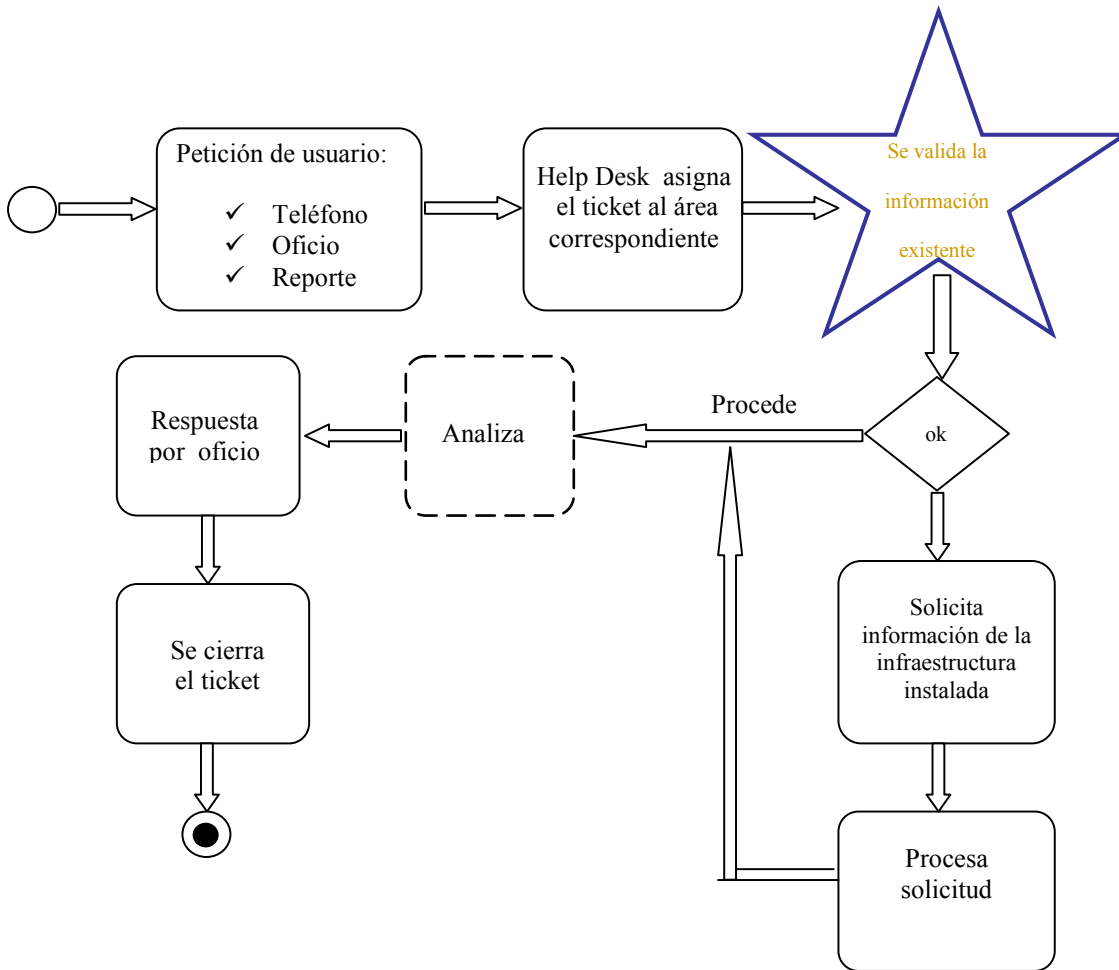 Petición de usuario:
✓ Teléfono
✓ Oficio
✓ Reporte
Help Desk asigna
el ticket al área
correspondiente
Se valida la
información
existente
ok
Procede
Analiza
Respuesta
por oficio
Se cierra
el ticket
Solicita
información de la
infraestructura
instalada
Procesa
solicitud